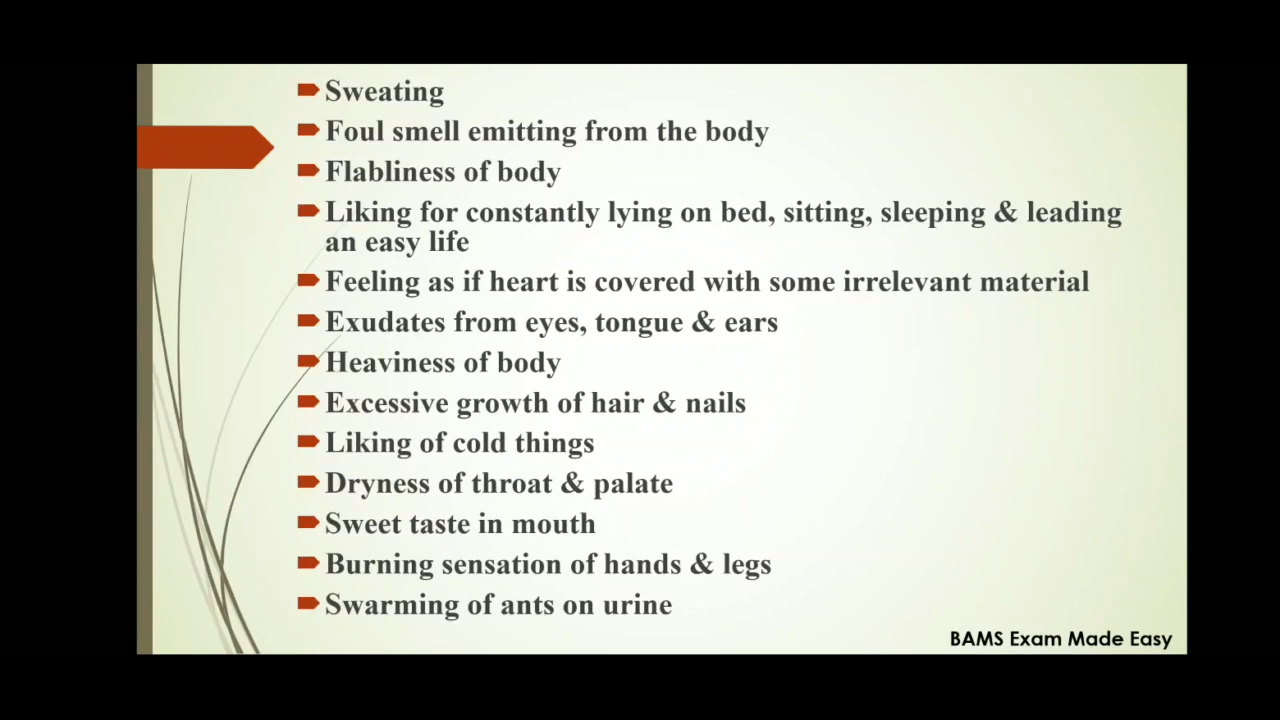 Sweating
Foul smell emitting from the body
Flabliness of body
Liking for constantly lying on bed, sitting, sleeping & leading
an easy life
Feeling as if heart is covered with some irrelevant material
Exudates from eyes, tongue & ears
Heaviness of body
Excessive growth of hair & nails
Liking of cold things
Dryness of throat & palate
Sweet taste in mouth
Burning sensation of hands & legs
Swarming of ants on urine
BAMS Exam Made Easy